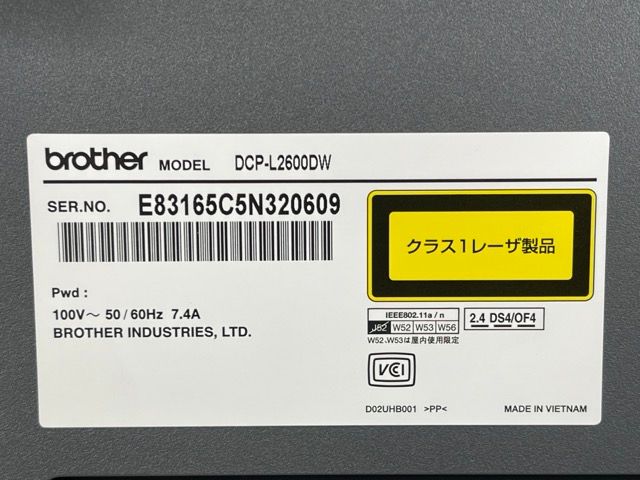 brother MODEL DCP-L2600DW
SER.NO. E83165C5N320609
クラス1レーザ製品
Pwd :
100V～ 50/60Hz 7.4A
BROTHER INDUSTRIES, LTD.
IEEE802.11a/n
J52 W52 W53 W56
W52、W53は屋内使用限定
2.4 DS4/OF4
VCI
D02UHB001 >PP<
MADE IN VIETNAM